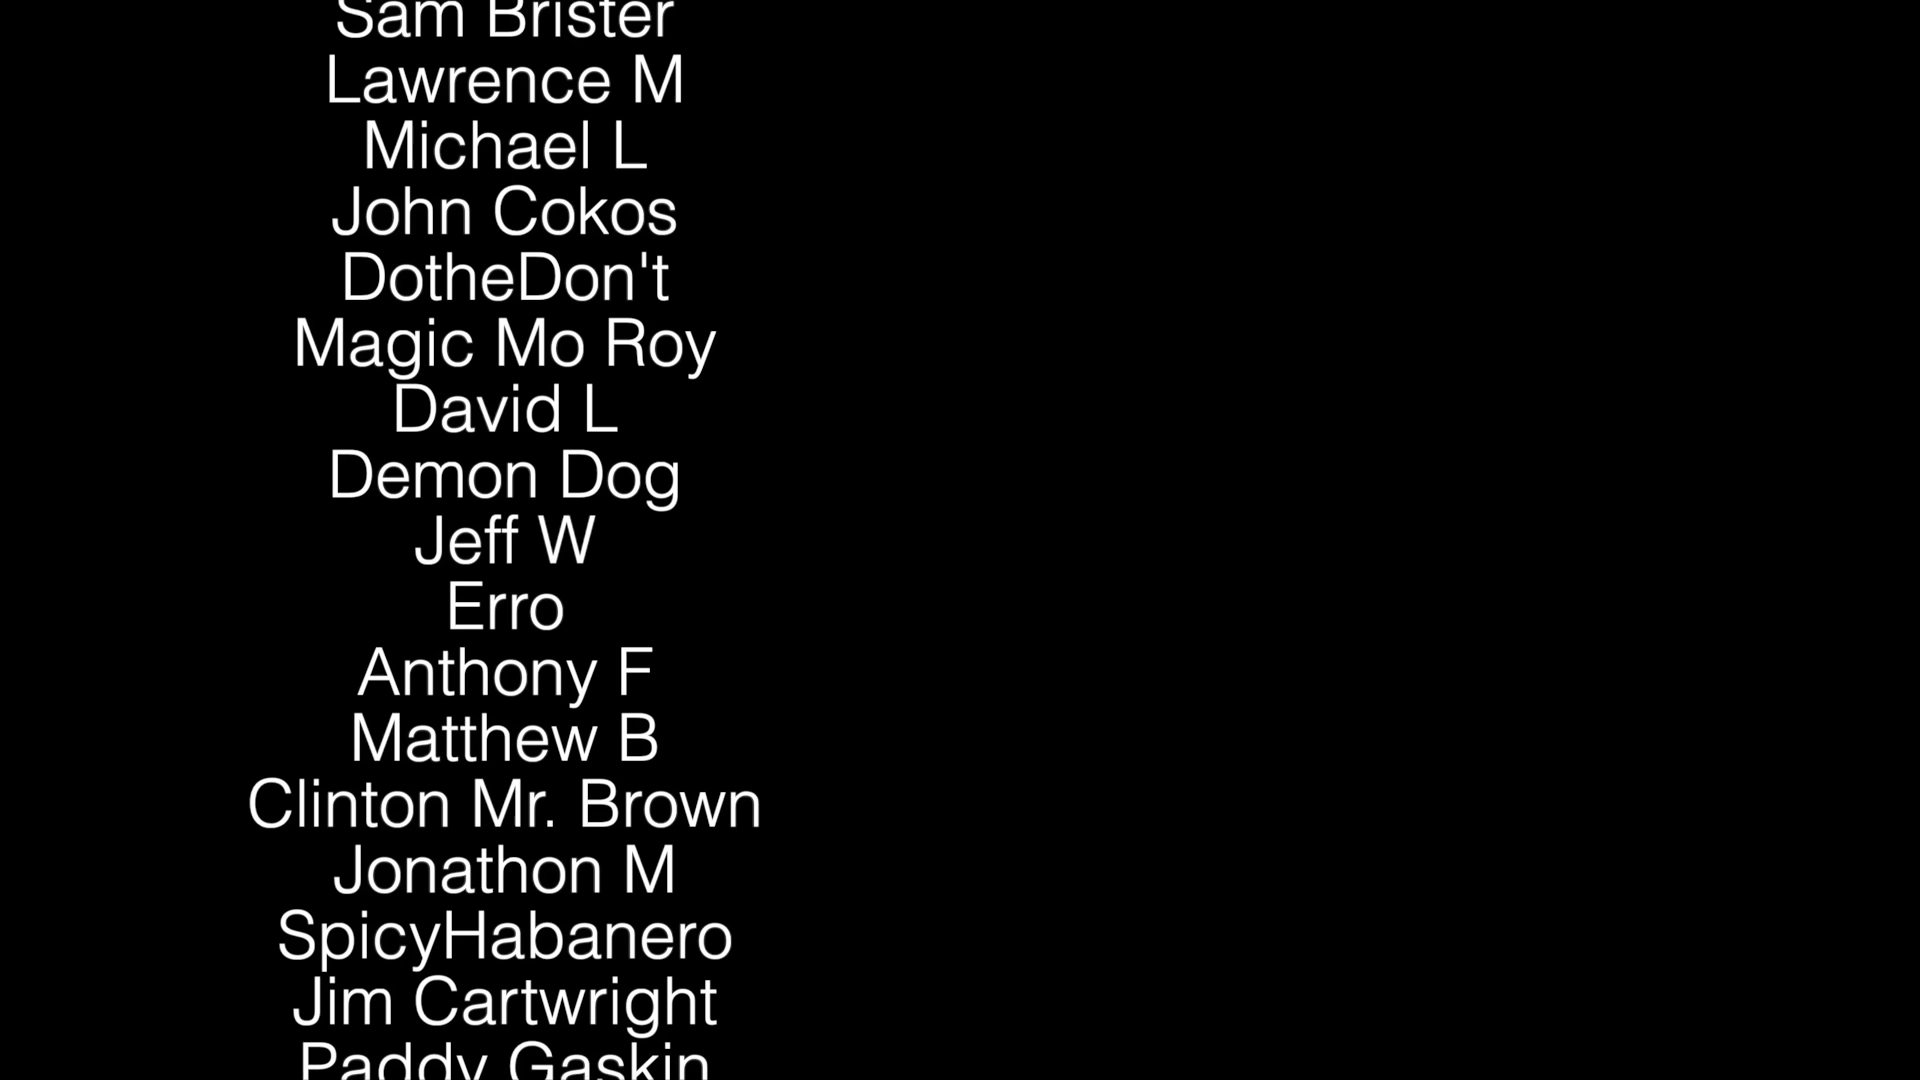 Sam Brister
Lawrence M
Michael L
John Cokos
DotheDon't
Magic Mo Roy
David L
Demon Dog
Jeff W
Erro
Anthony F
Matthew B
Clinton Mr. Brown
Jonathon M
SpicyHabanero
Jim Cartwright
Paddy Gaskin